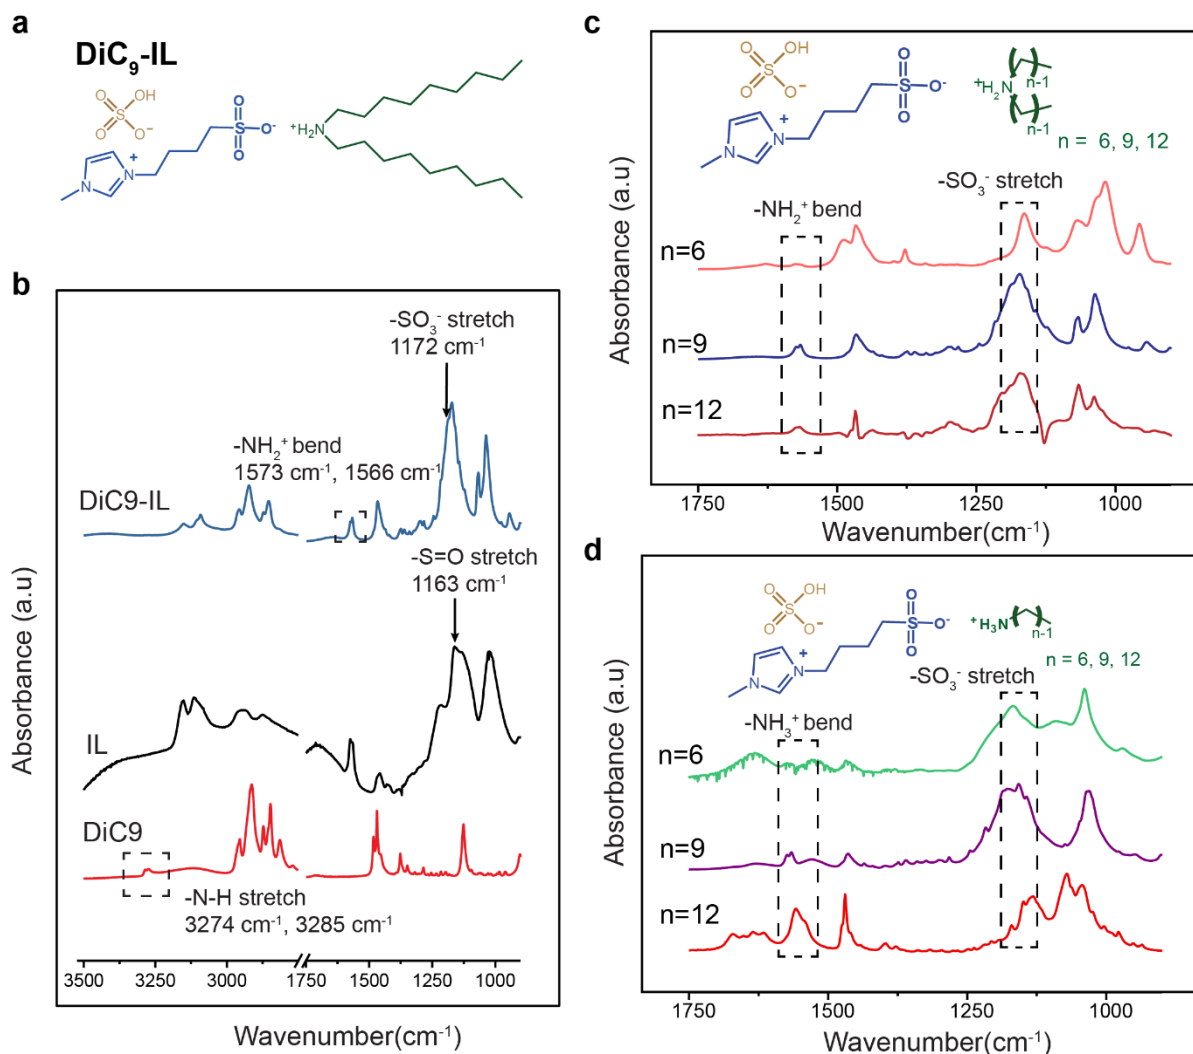 a
DiC₉-IL
O OH
S
O O⁻
N
+
N
O
S O⁻
O
⁺H₂N
b
-SO₃⁻ stretch
1172 cm⁻¹
-NH₂⁺ bend
1573 cm⁻¹, 1566 cm⁻¹
DiC9-IL
-S=O stretch
1163 cm⁻¹
IL
DiC9
-N-H stretch
3274 cm⁻¹, 3285 cm⁻¹
3500 3250 3000 1750 1500 1250 1000
Wavenumber(cm⁻¹)
Absorbance (a.u)
c
O OH
S
O O⁻
N
+
N
O
S O⁻
O
⁺H₂N
n-1
n-1
n = 6, 9, 12
-SO₃⁻ stretch
-NH₂⁺ bend
n=6
n=9
n=12
1750 1500 1250 1000
Wavenumber(cm⁻¹)
Absorbance (a.u)
d
O OH
S
O O⁻
N
+
N
O
S O⁻
O
⁺H₃N
n-1
n = 6, 9, 12
-SO₃⁻ stretch
-NH₃⁺ bend
n=6
n=9
n=12
1750 1500 1250 1000
Wavenumber(cm⁻¹)
Absorbance (a.u)